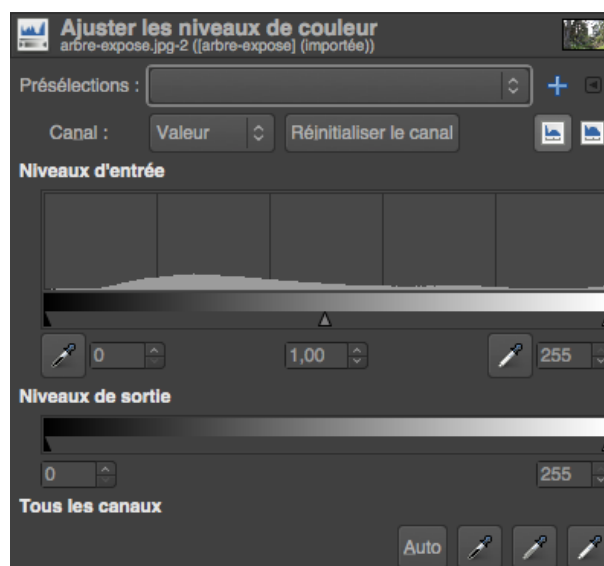 Ajuster les niveaux de couleur
arbre-expose.jpg-2 ([arbre-expose] (importée))
Présélections :
Canal : Valeur Réinitialiser le canal
Niveaux d'entrée
0 1,00 255
Niveaux de sortie
0 255
Tous les canaux
Auto